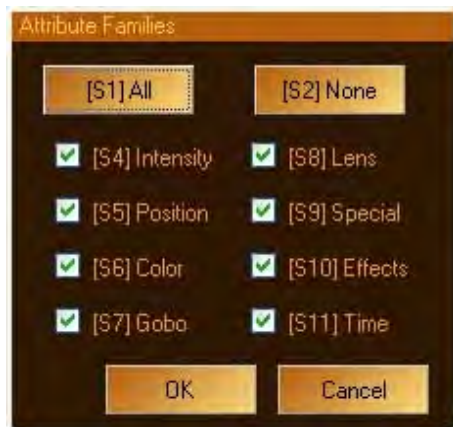 Attribute Families
[S1] All [S2] None
[S4] Intensity [S8] Lens
[S5] Position [S9] Special
[S6] Color [S10] Effects
[S7] Gobo [S11] Time
OK Cancel